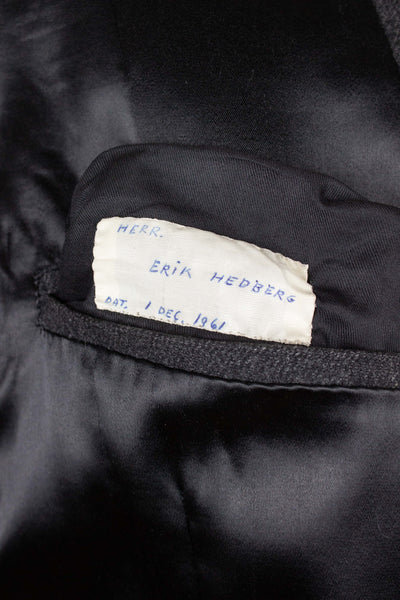 HERR.
ERIK HEDBERG
DAT. 1 DEC. 1961